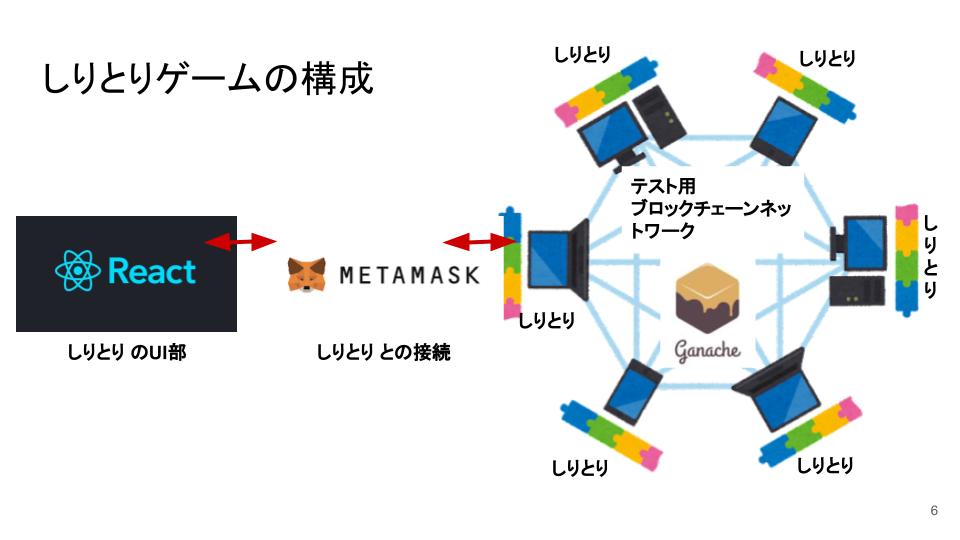 しりとりゲームの構成
しりとり
しりとり
テスト用
ブロックチェーンネッ
トワーク
し
り
と
り
React
METAMASK
しりとり
Ganache
しりとり のUI部
しりとり との接続
しりとり
しりとり
6